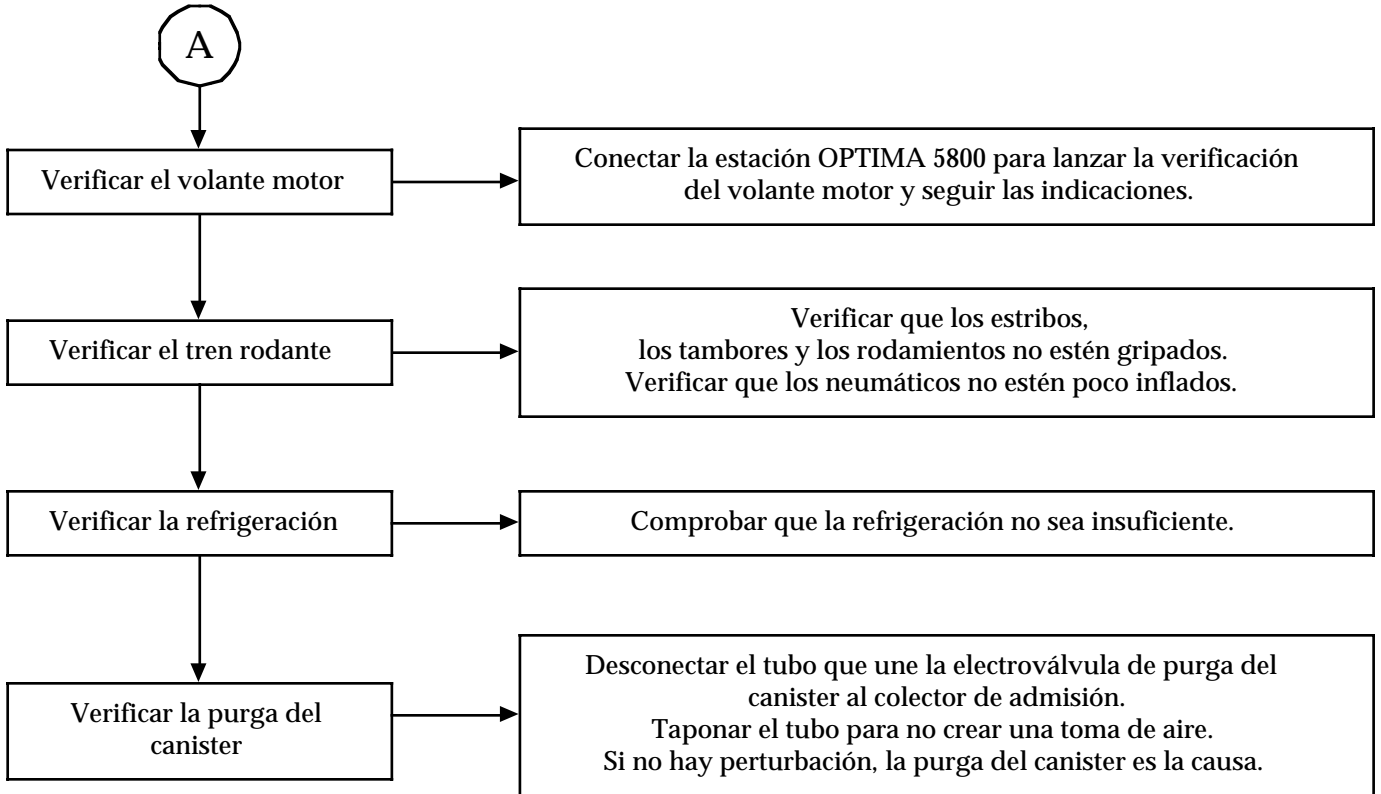 A
Verificar el volante motor
Conectar la estación OPTIMA 5800 para lanzar la verificación
del volante motor y seguir las indicaciones.
Verificar el tren rodante
Verificar que los estribos,
los tambores y los rodamientos no estén gripados.
Verificar que los neumáticos no estén poco inflados.
Verificar la refrigeración
Comprobar que la refrigeración no sea insuficiente.
Verificar la purga del
canister
Desconectar el tubo que une la electroválvula de purga del
canister al colector de admisión.
Taponar el tubo para no crear una toma de aire.
Si no hay perturbación, la purga del canister es la causa.